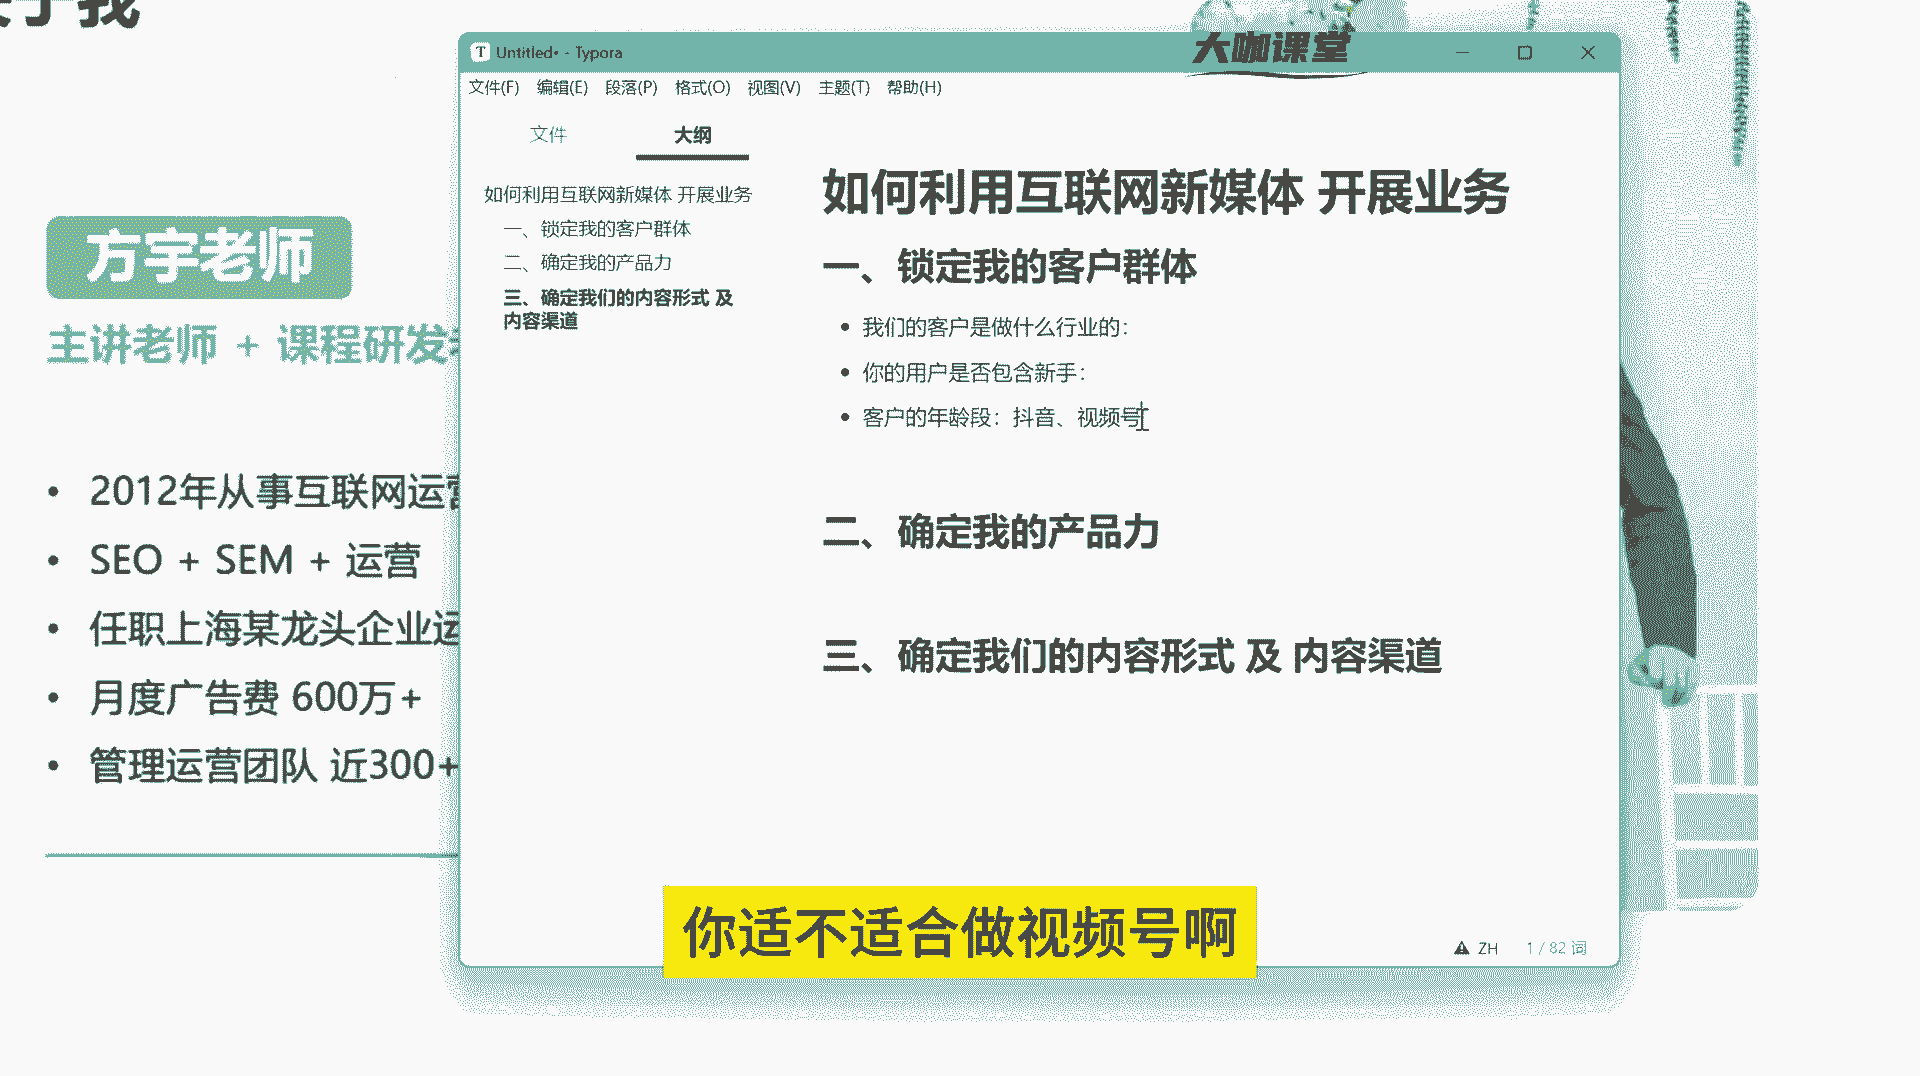 于我
大咖课堂
Untitled• - Typora
文件(F) 编辑(E) 段落(P) 格式(O) 视图(V) 主题(T) 帮助(H)
文件 大纲
如何利用互联网新媒体 开展业务
一、锁定我的客户群体
二、确定我的产品力
三、确定我们的内容形式 及
内容渠道
如何利用互联网新媒体 开展业务
一、锁定我的客户群体
• 我们的客户是做什么行业的：
• 你的用户是否包含新手：
• 客户的年龄段：抖音、视频号
二、确定我的产品力
三、确定我们的内容形式 及 内容渠道
ZH 1 / 82 词
方宇老师
主讲老师 + 课程研发
• 2012年从事互联网运营
• SEO + SEM + 运营
• 任职上海某龙头企业运
• 月度广告费 600万+
• 管理运营团队 近300+
你适不适合做视频号啊